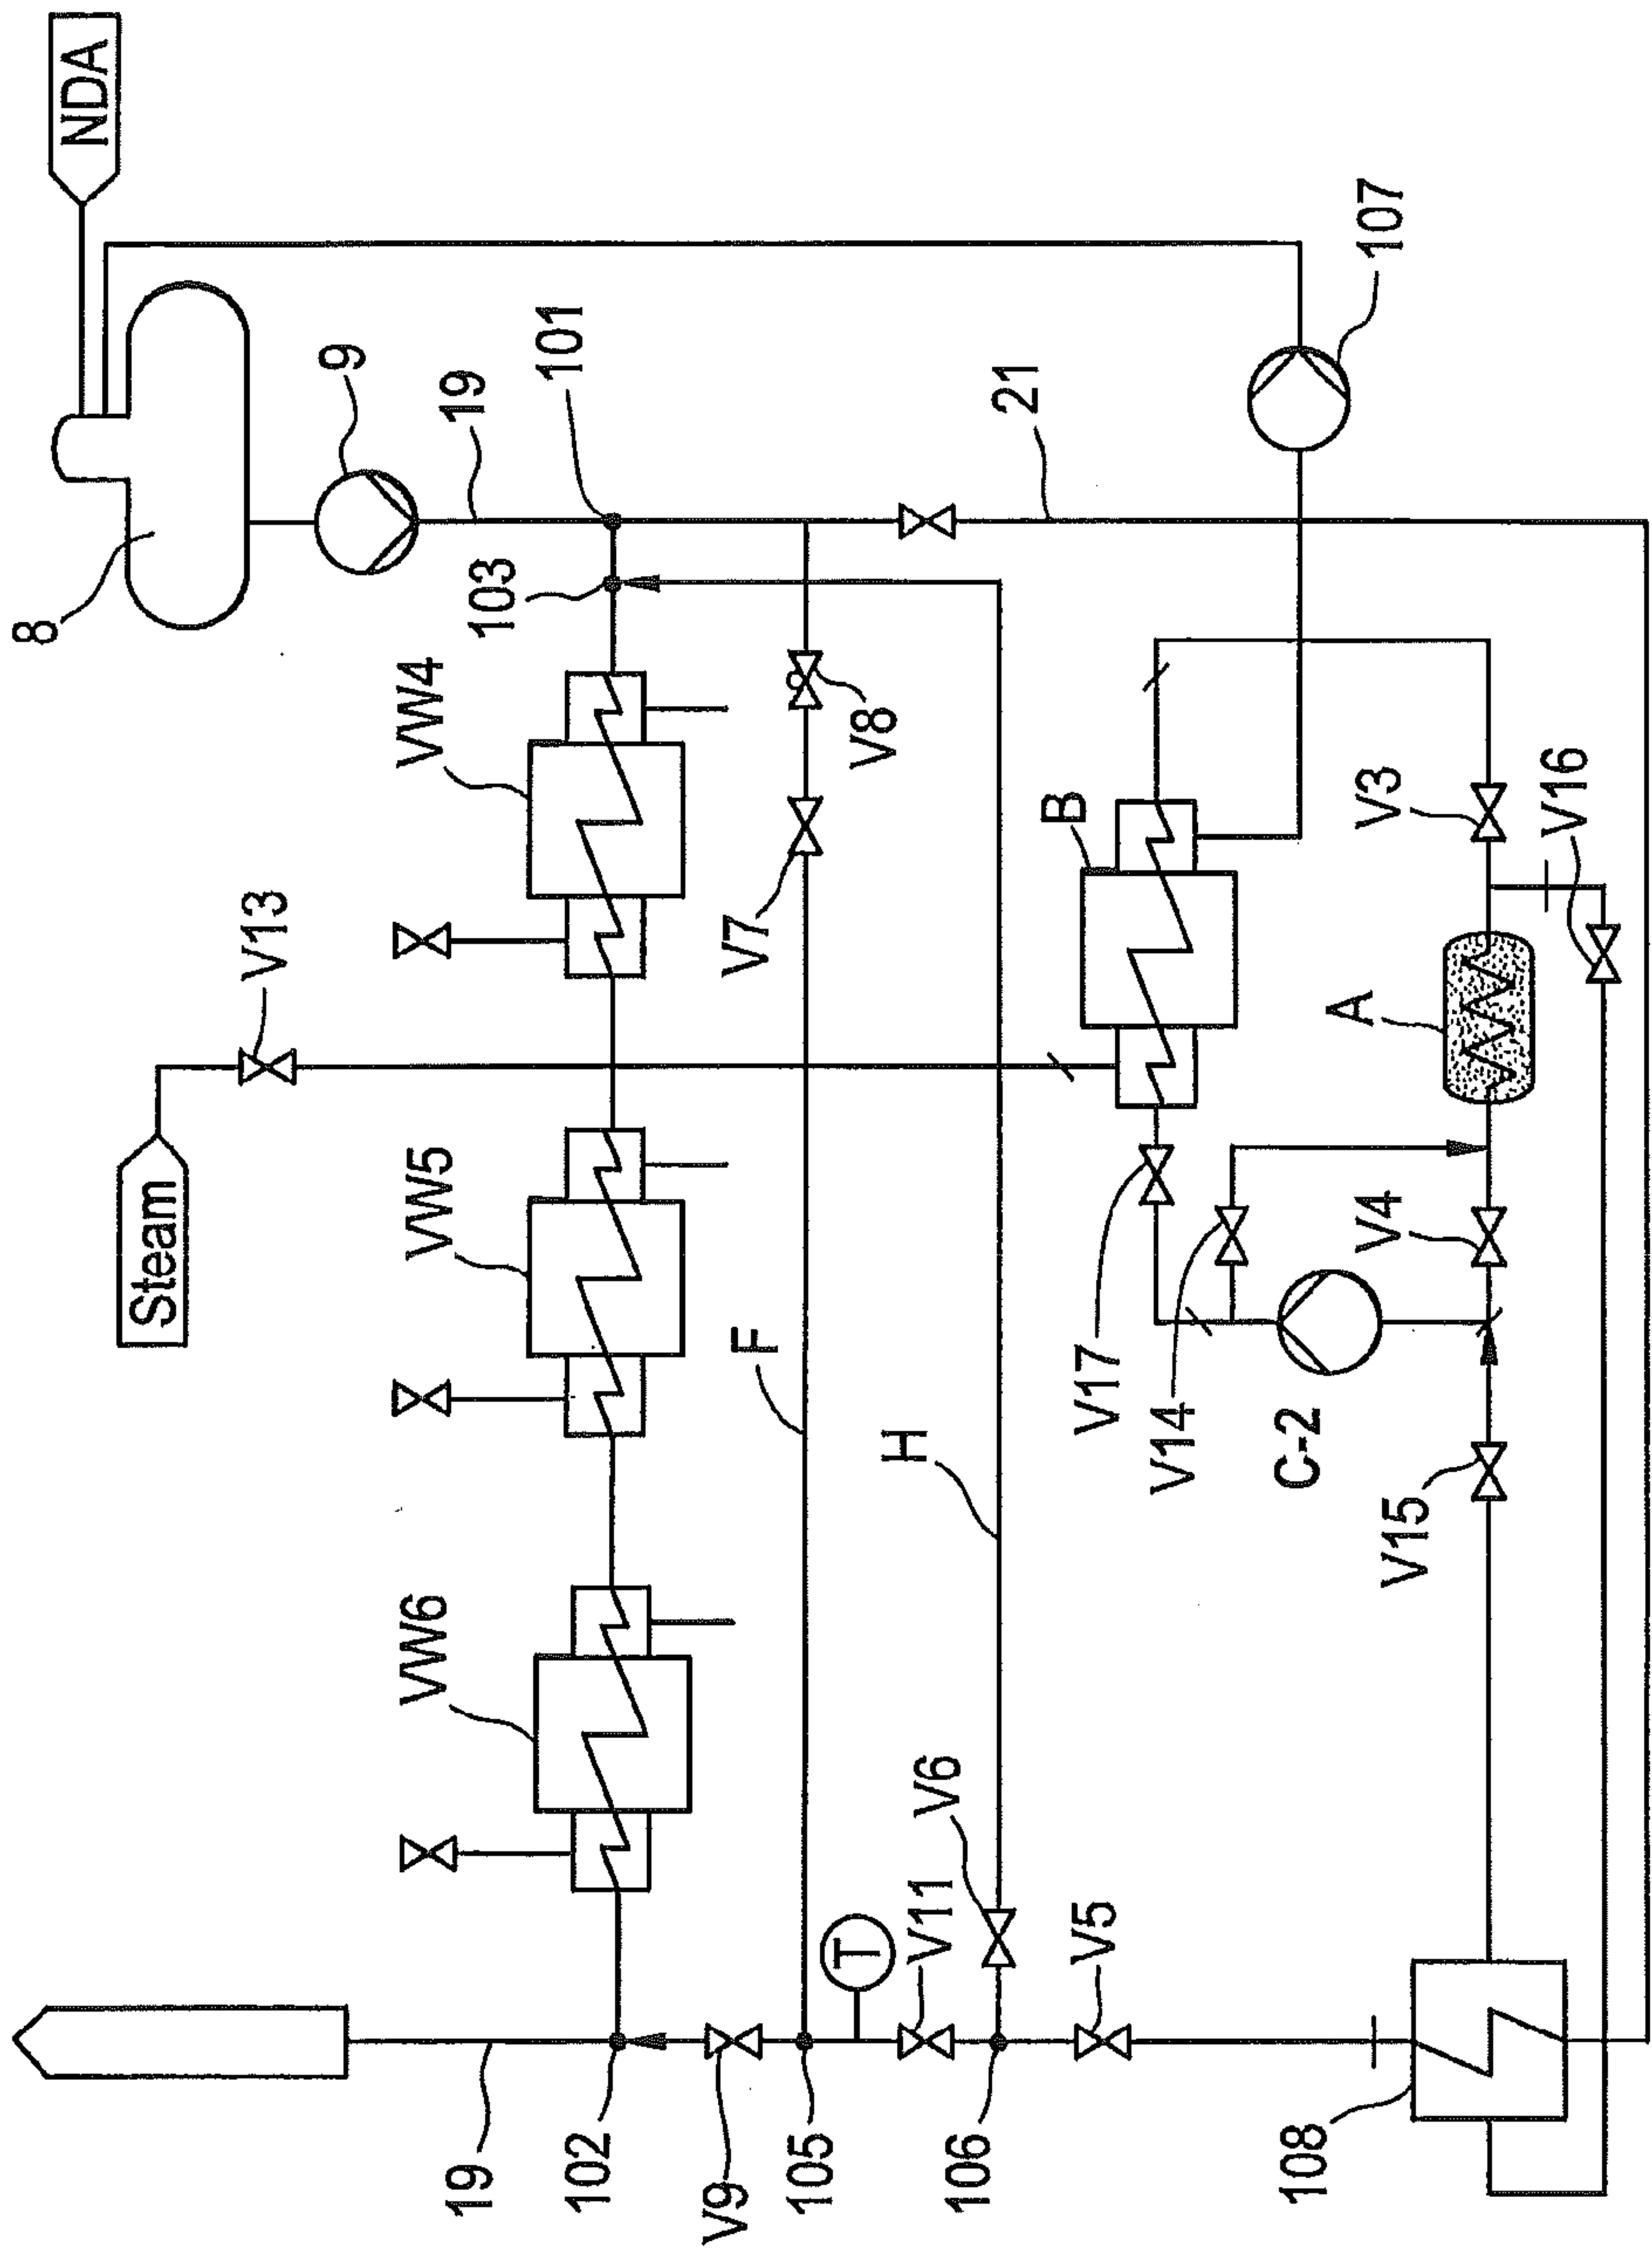 NDA
8
Steam
V13
9
VW6
VW5
VW4
19
19
103
101
102
V9
F
V7
105
T
V8
H
V11
V6
106
21
B
V5
V17
V14
C-2
108
A
V4
V3
107
V15
V16